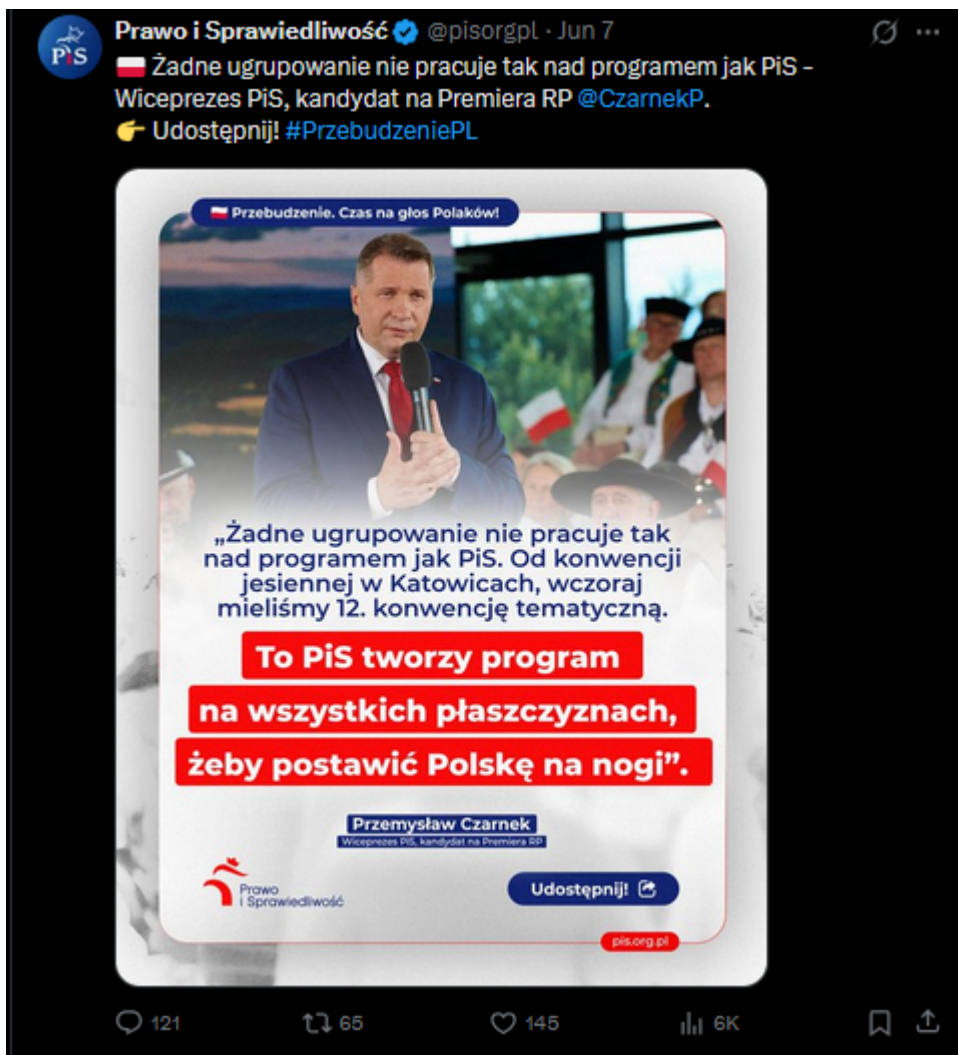 Prawo i Sprawiedliwość @pisorgpl · Jun 7
PiS
Żadne ugrupowanie nie pracuje tak nad programem jak PiS -
Wiceprezes PiS, kandydat na Premiera RP @CzarnekP.
Udostępnij! #PrzebudzeniePL
Przebudzenie. Czas na głos Polaków!
„Żadne ugrupowanie nie pracuje tak
nad programem jak PiS. Od konwencji
jesiennej w Katowicach, wczoraj
mieliśmy 12. konwencję tematyczną.
To PiS tworzy program
na wszystkich płaszczyznach,
żeby postawić Polskę na nogi”.
Przemysław Czarnek
Wiceprezes PiS, kandydat na Premiera RP
Prawo
i Sprawiedliwość
Udostępnij!
pis.org.pl
121 65 145 6K